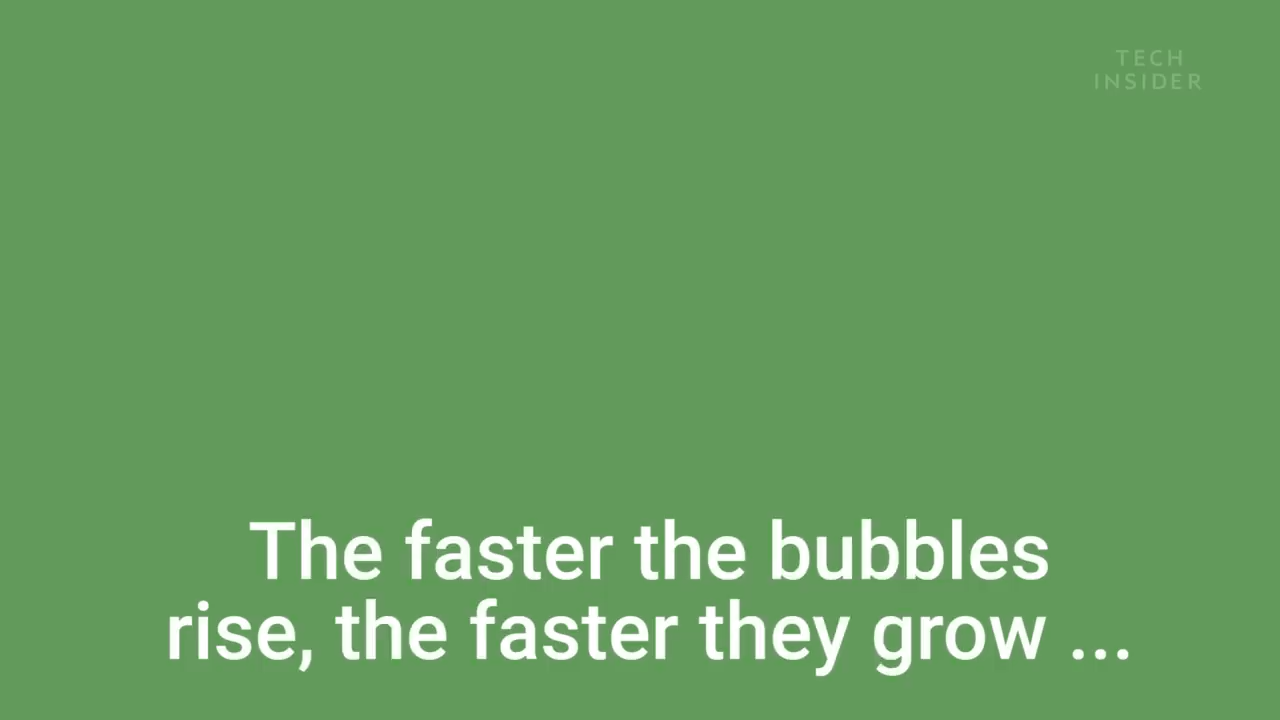 TECH
INSIDER
The faster the bubbles
rise, the faster they grow ...